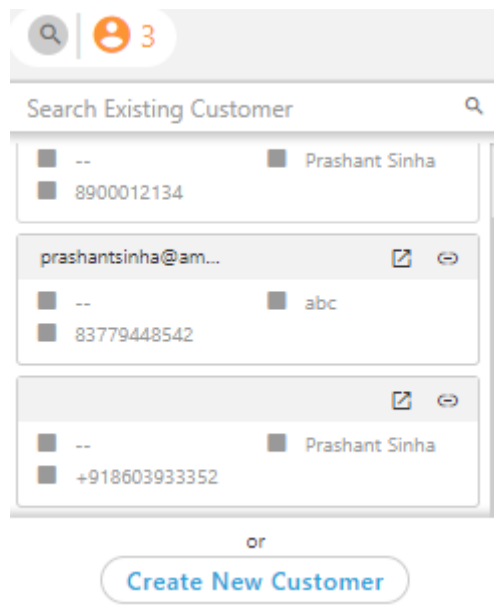 3
Search Existing Customer
-- Prashant Sinha
8900012134
prashantsinha@am...
-- abc
83779448542
-- Prashant Sinha
+918603933352
or
Create New Customer